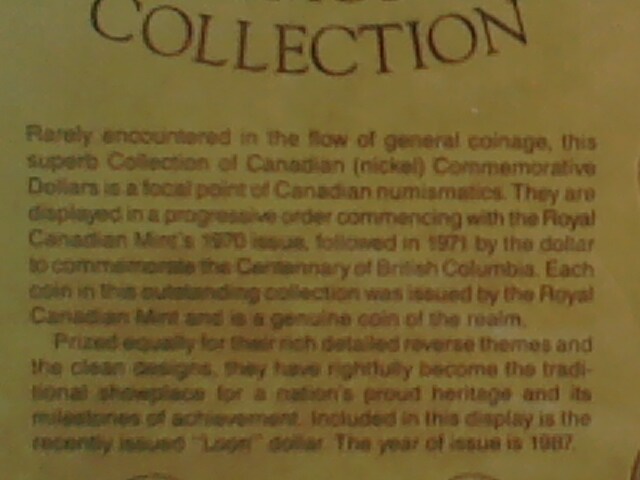 COLLECTION
Rarely encountered in the flow of general coinage, this
superb Collection of Canadian (nickel) Commemorative
Dollars is a focal point of Canadian numismatics. They are
displayed in a progressive order commencing with the Royal
Canadian Mint's 1970 issue, followed in 1971 by the dollar
to commemorate the Centennary of British Columbia. Each
coin in this outstanding collection was issued by the Royal
Canadian Mint and is a genuine coin of the realm.
Prized equally for their rich detailed reverse themes and
the clean designs, they have rightfully become the tradi-
tional showplace for a nation's proud heritage and its
milestones of achievement. Included in this display is the
recently issued "Loon" dollar. The year of issue is 1987.